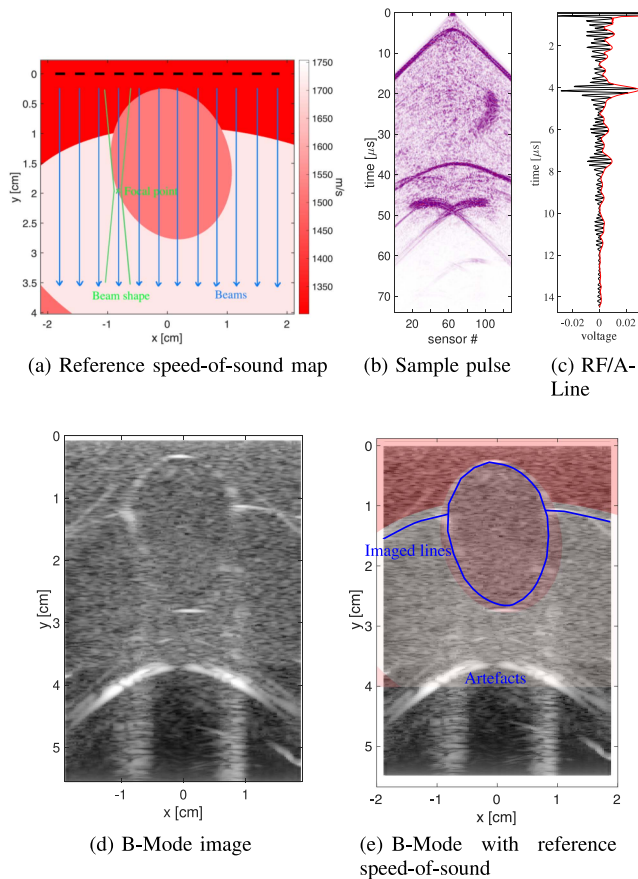 0
0.5
1
1.5
2
2.5
3
3.5
4
y [cm]
-2
-1
0
1
2
x [cm]
Focal point
Beam shape
Beams
1750
1700
1650
1600
1550
1500
1450
1400
1350
m/s
(a) Reference speed-of-sound map
0
10
20
30
40
50
60
70
time [μs]
20
60
100
sensor #
(b) Sample pulse
0
2
4
6
8
10
12
14
time [μs]
-0.02
0
0.02
voltage
(c) RF/A-
Line
0
1
2
3
4
5
y [cm]
-1
0
1
x [cm]
(d) B-Mode image
0
1
2
3
4
5
y [cm]
-2
-1
0
1
2
x [cm]
Imaged lines
Artefacts
(e) B-Mode with reference
speed-of-sound